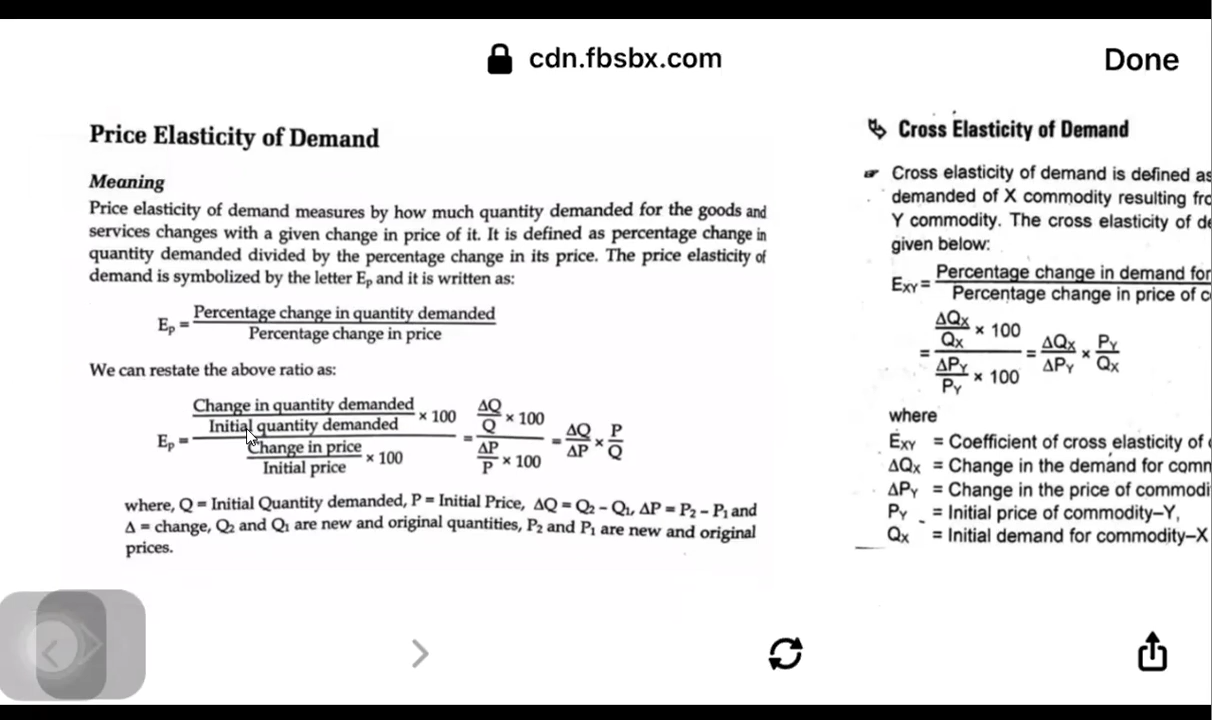 cdn.fbsbx.com
Done
Price Elasticity of Demand
Meaning
Price elasticity of demand measures by how much quantity demanded for the goods and
services changes with a given change in price of it. It is defined as percentage change in
quantity demanded divided by the percentage change in its price. The price elasticity of
demand is symbolized by the letter Ep and it is written as:
Ep = Percentage change in quantity demanded
Percentage change in price
We can restate the above ratio as:
Change in quantity demanded
Initial quantity demanded × 100
Ep =
Change in price
Initial price × 100
= ΔQ/Q × 100
ΔP/P × 100
= ΔQ/ΔP × P/Q
where, Q = Initial Quantity demanded, P = Initial Price, ΔQ = Q₂ – Q₁, ΔP = P₂ – P₁ and
Δ = change, Q₂ and Q₁ are new and original quantities, P₂ and P₁ are new and original
prices.
Cross Elasticity of Demand
Cross elasticity of demand is defined as
demanded of X commodity resulting
Y commodity. The cross elasticity of
given below:
EXY = Percentage change in demand for
Percentage change in price of
= ΔQX/QX × 100
ΔPY/PY × 100
= ΔQX/ΔPY × PY/QX
where
EXY = Coefficient of cross elasticity of
ΔQX = Change in the demand for
ΔPY = Change in the price of
PY = Initial price of commodity–Y,
QX = Initial demand for commodity–X